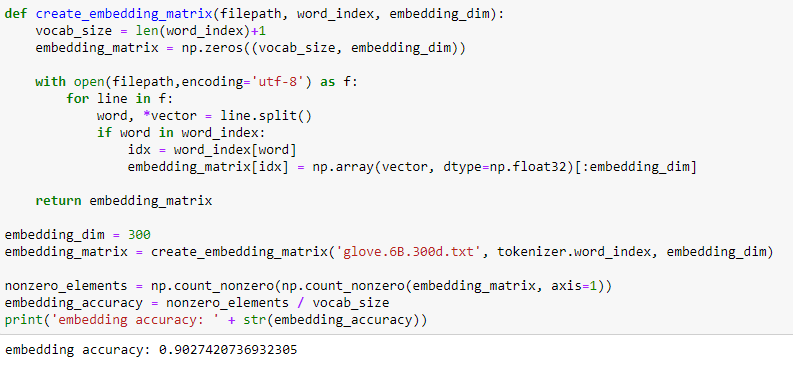 def create_embedding_matrix(filepath, word_index, embedding_dim):
    vocab_size = len(word_index)+1
    embedding_matrix = np.zeros((vocab_size, embedding_dim))

    with open(filepath,encoding='utf-8') as f:
        for line in f:
            word, *vector = line.split()
            if word in word_index:
                idx = word_index[word]
                embedding_matrix[idx] = np.array(vector, dtype=np.float32)[:embedding_dim]

    return embedding_matrix

embedding_dim = 300
embedding_matrix = create_embedding_matrix('glove.6B.300d.txt', tokenizer.word_index, embedding_dim)

nonzero_elements = np.count_nonzero(np.count_nonzero(embedding_matrix, axis=1))
embedding_accuracy = nonzero_elements / vocab_size
print('embedding accuracy: ' + str(embedding_accuracy))
embedding accuracy: 0.9027420736932305